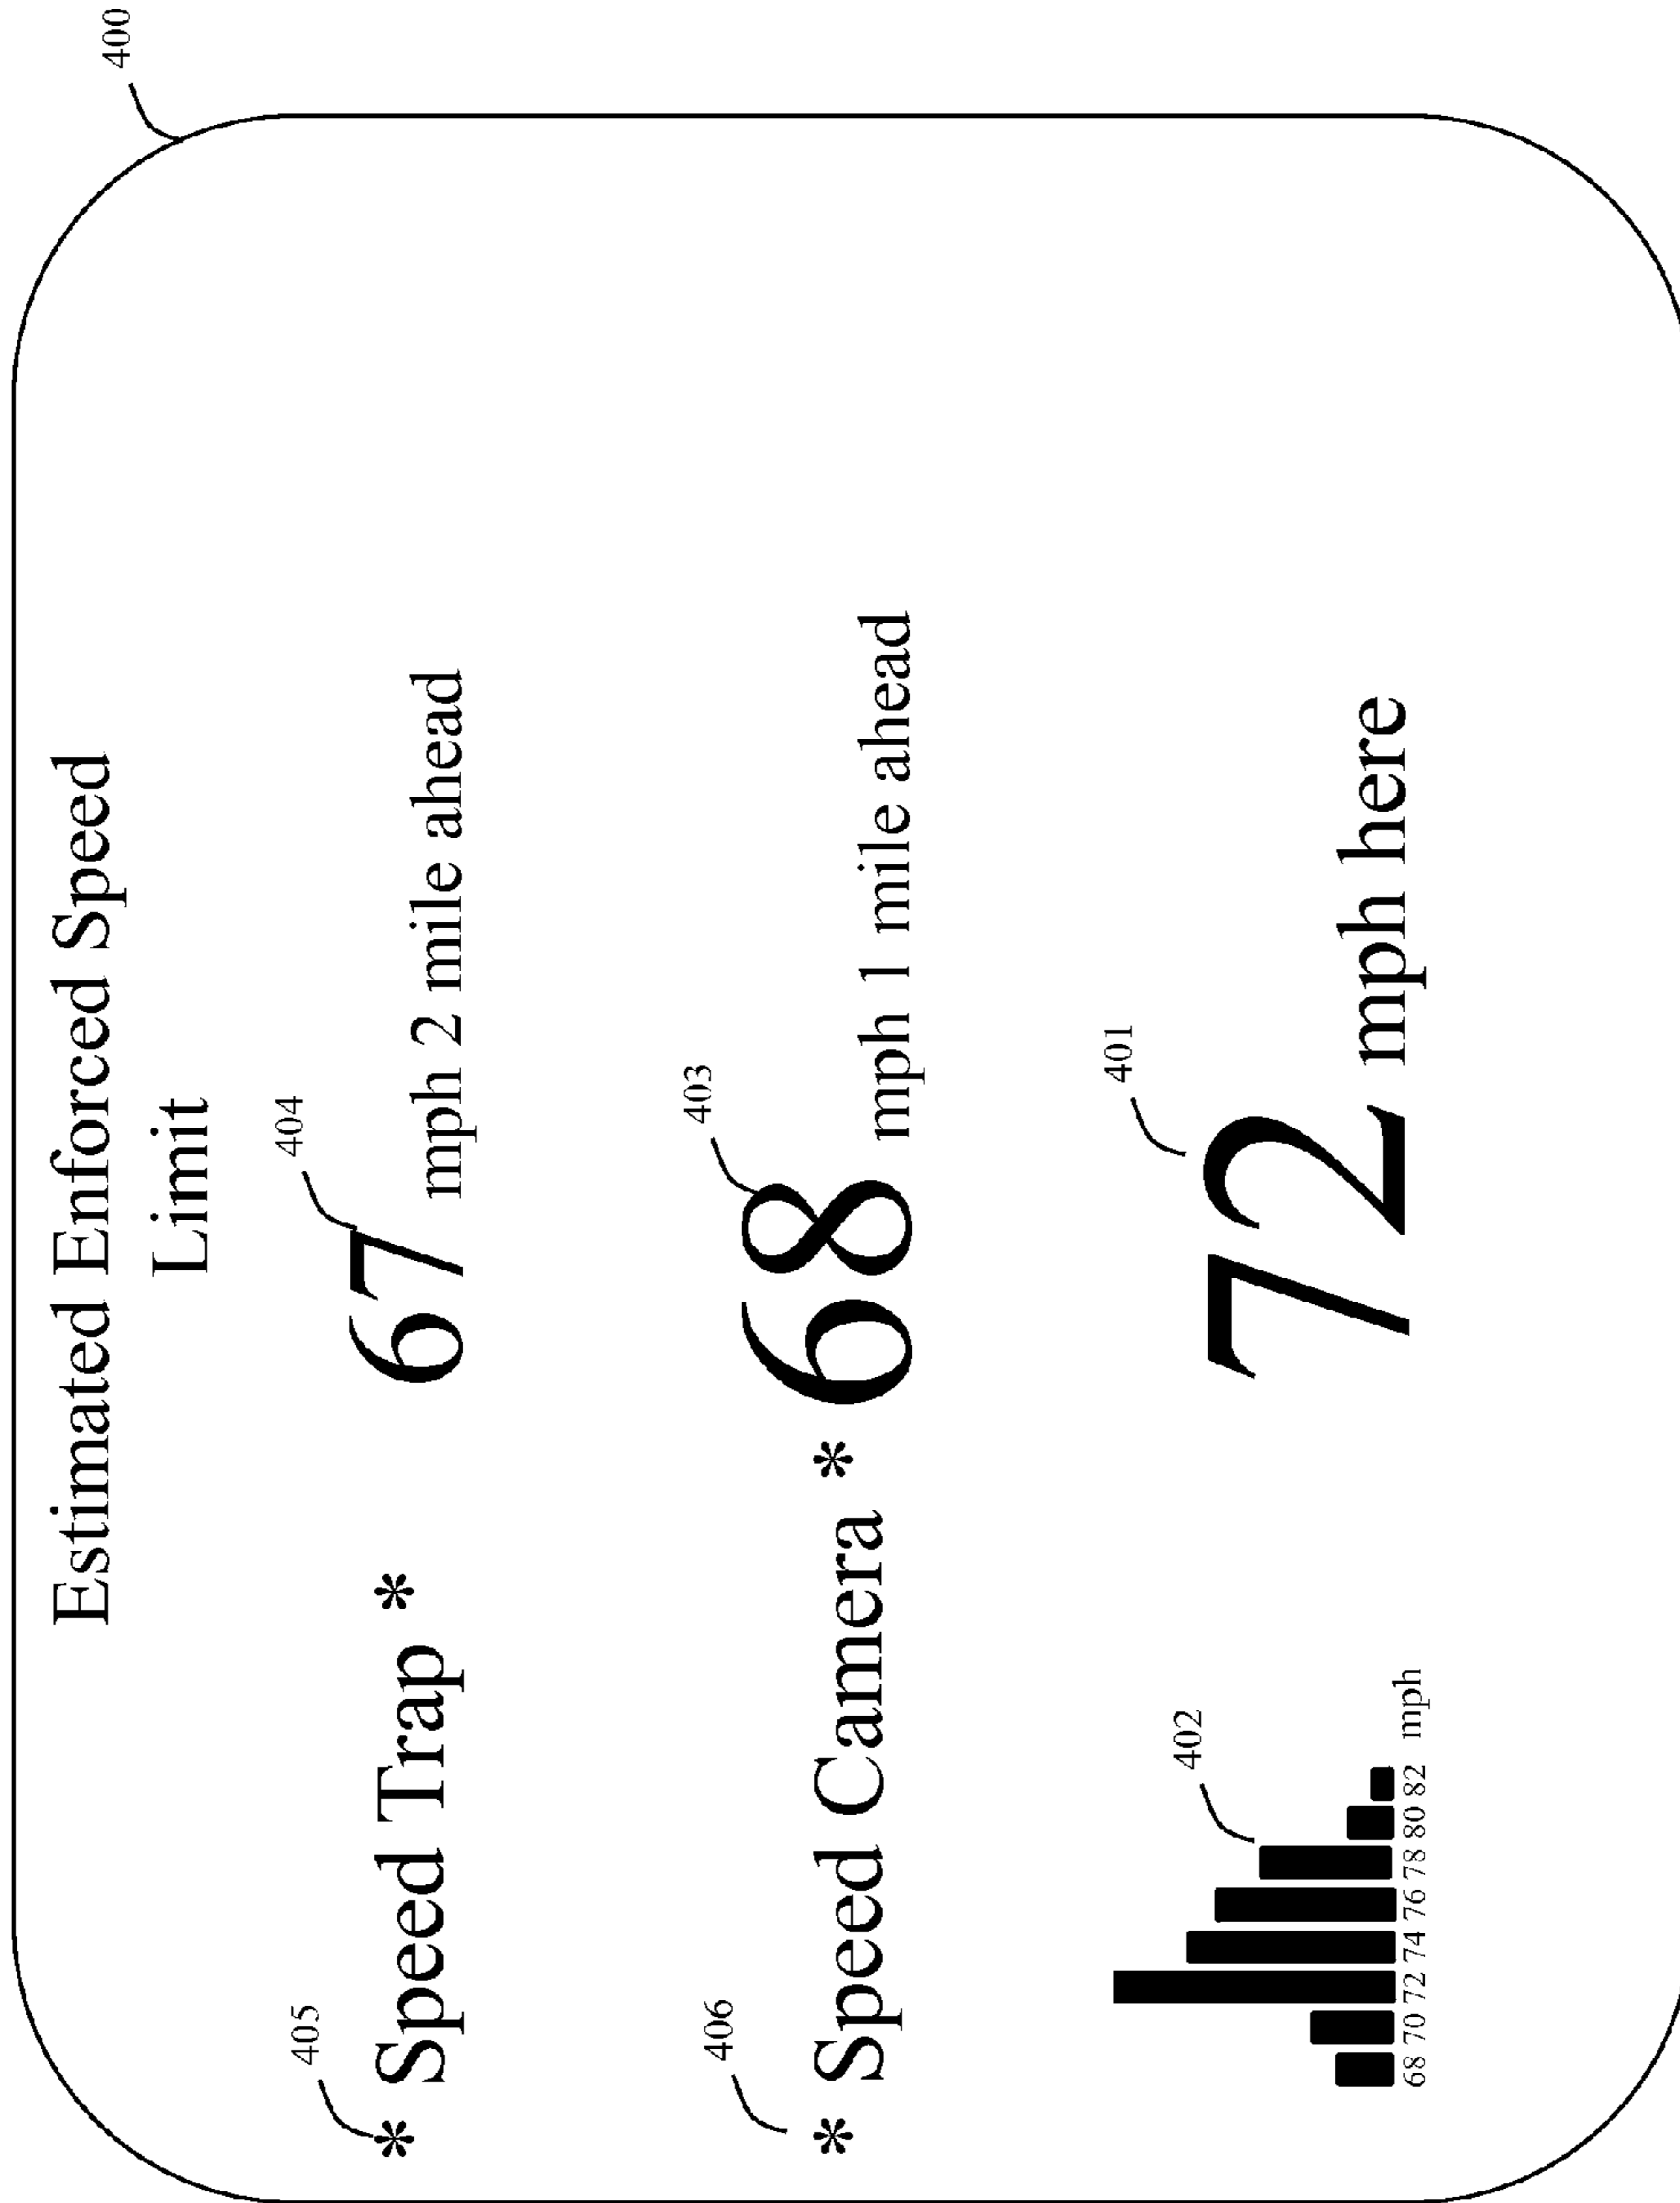 400
Estimated Enforced Speed
Limit
405
404
* Speed Trap * 67 mph 2 mile ahead
406
403
* Speed Camera * 68 mph 1 mile ahead
402
401
72 mph here
68 70 72 74 76 78 80 82 mph